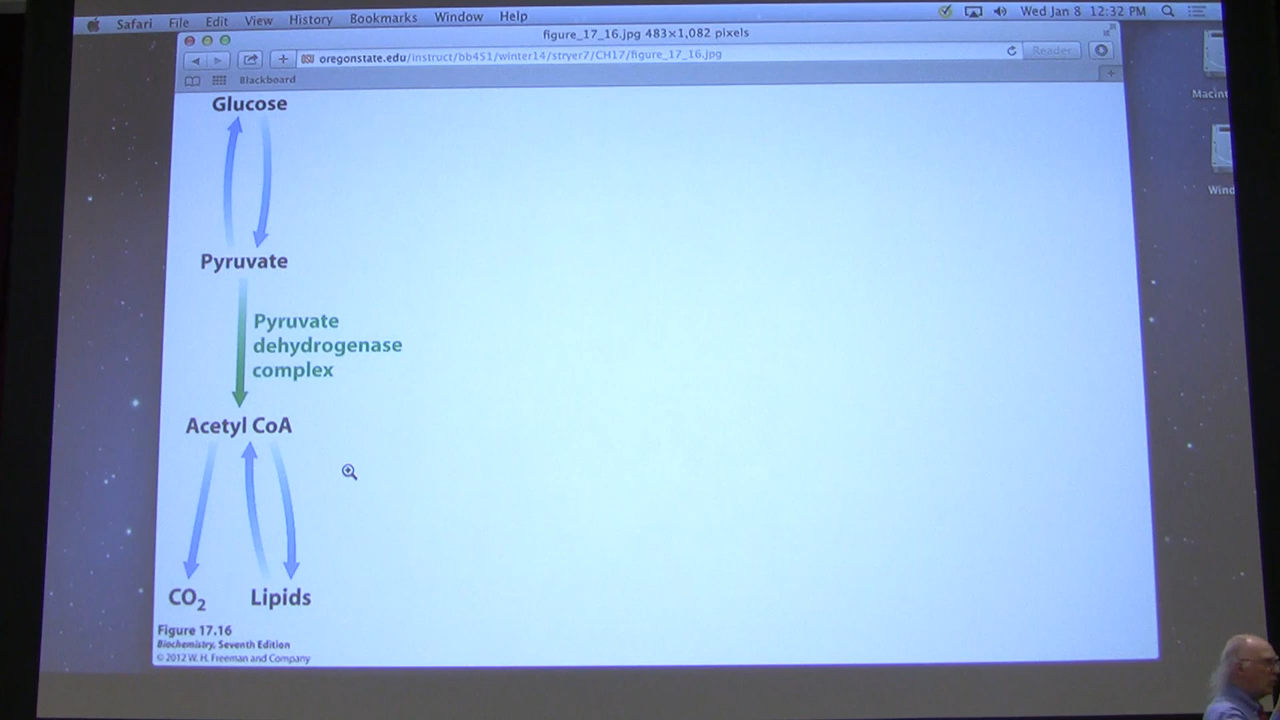 Safari File Edit View History Bookmarks Window Help
Wed Jan 8 12:32 PM
figure_17_16.jpg 483×1,082 pixels
oregonstate.edu/instruct/bb451/winter14/stryer7/CH17/figure_17_16.jpg
Reader
Blackboard
Macint
Wind
Glucose
Pyruvate
Pyruvate
dehydrogenase
complex
Acetyl CoA
CO₂ Lipids
Figure 17.16
Biochemistry, Seventh Edition
© 2012 W. H. Freeman and Company